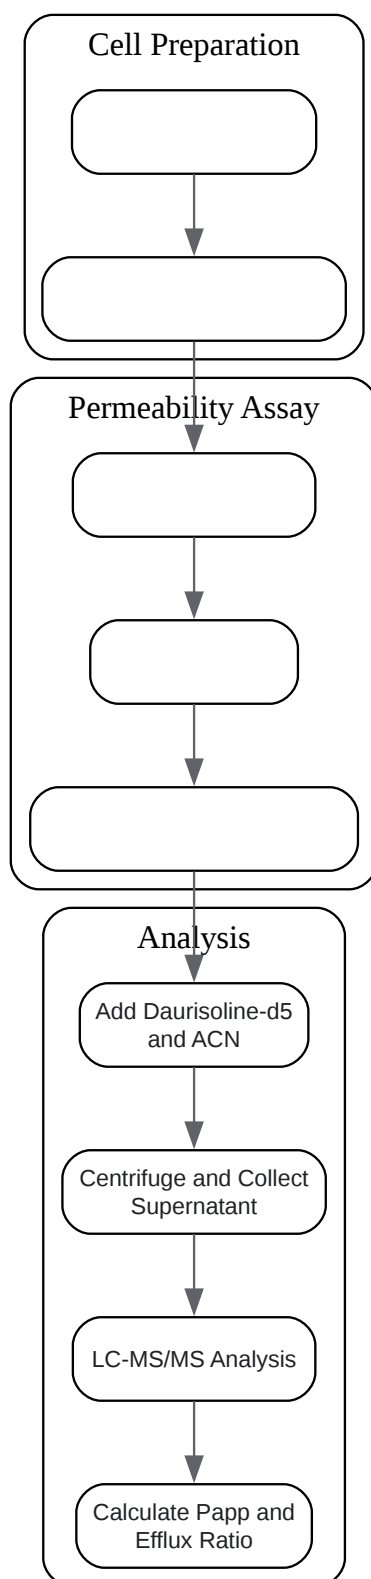 Cell Preparation
Permeability Assay
Analysis
Add Daurisoline-d5
and ACN
Centrifuge and Collect
Supernatant
LC-MS/MS Analysis
Calculate Papp and
Efflux Ratio